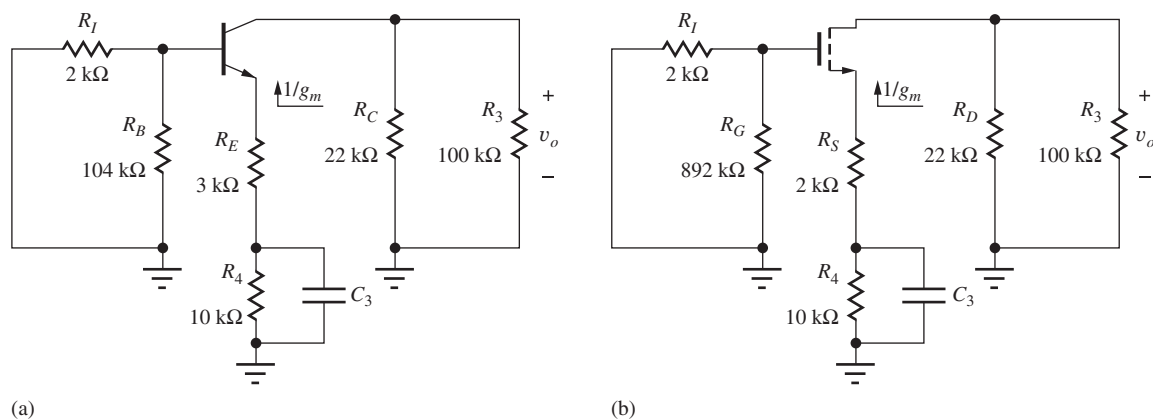 R_I
2 kΩ
1/g_m
R_B
104 kΩ
R_E
3 kΩ
R_C
22 kΩ
R_3
100 kΩ
+
v_o
–
R_4
10 kΩ
C_3
(a)
R_I
2 kΩ
1/g_m
R_G
892 kΩ
R_S
2 kΩ
R_D
22 kΩ
R_3
100 kΩ
+
v_o
–
R_4
10 kΩ
C_3
(b)